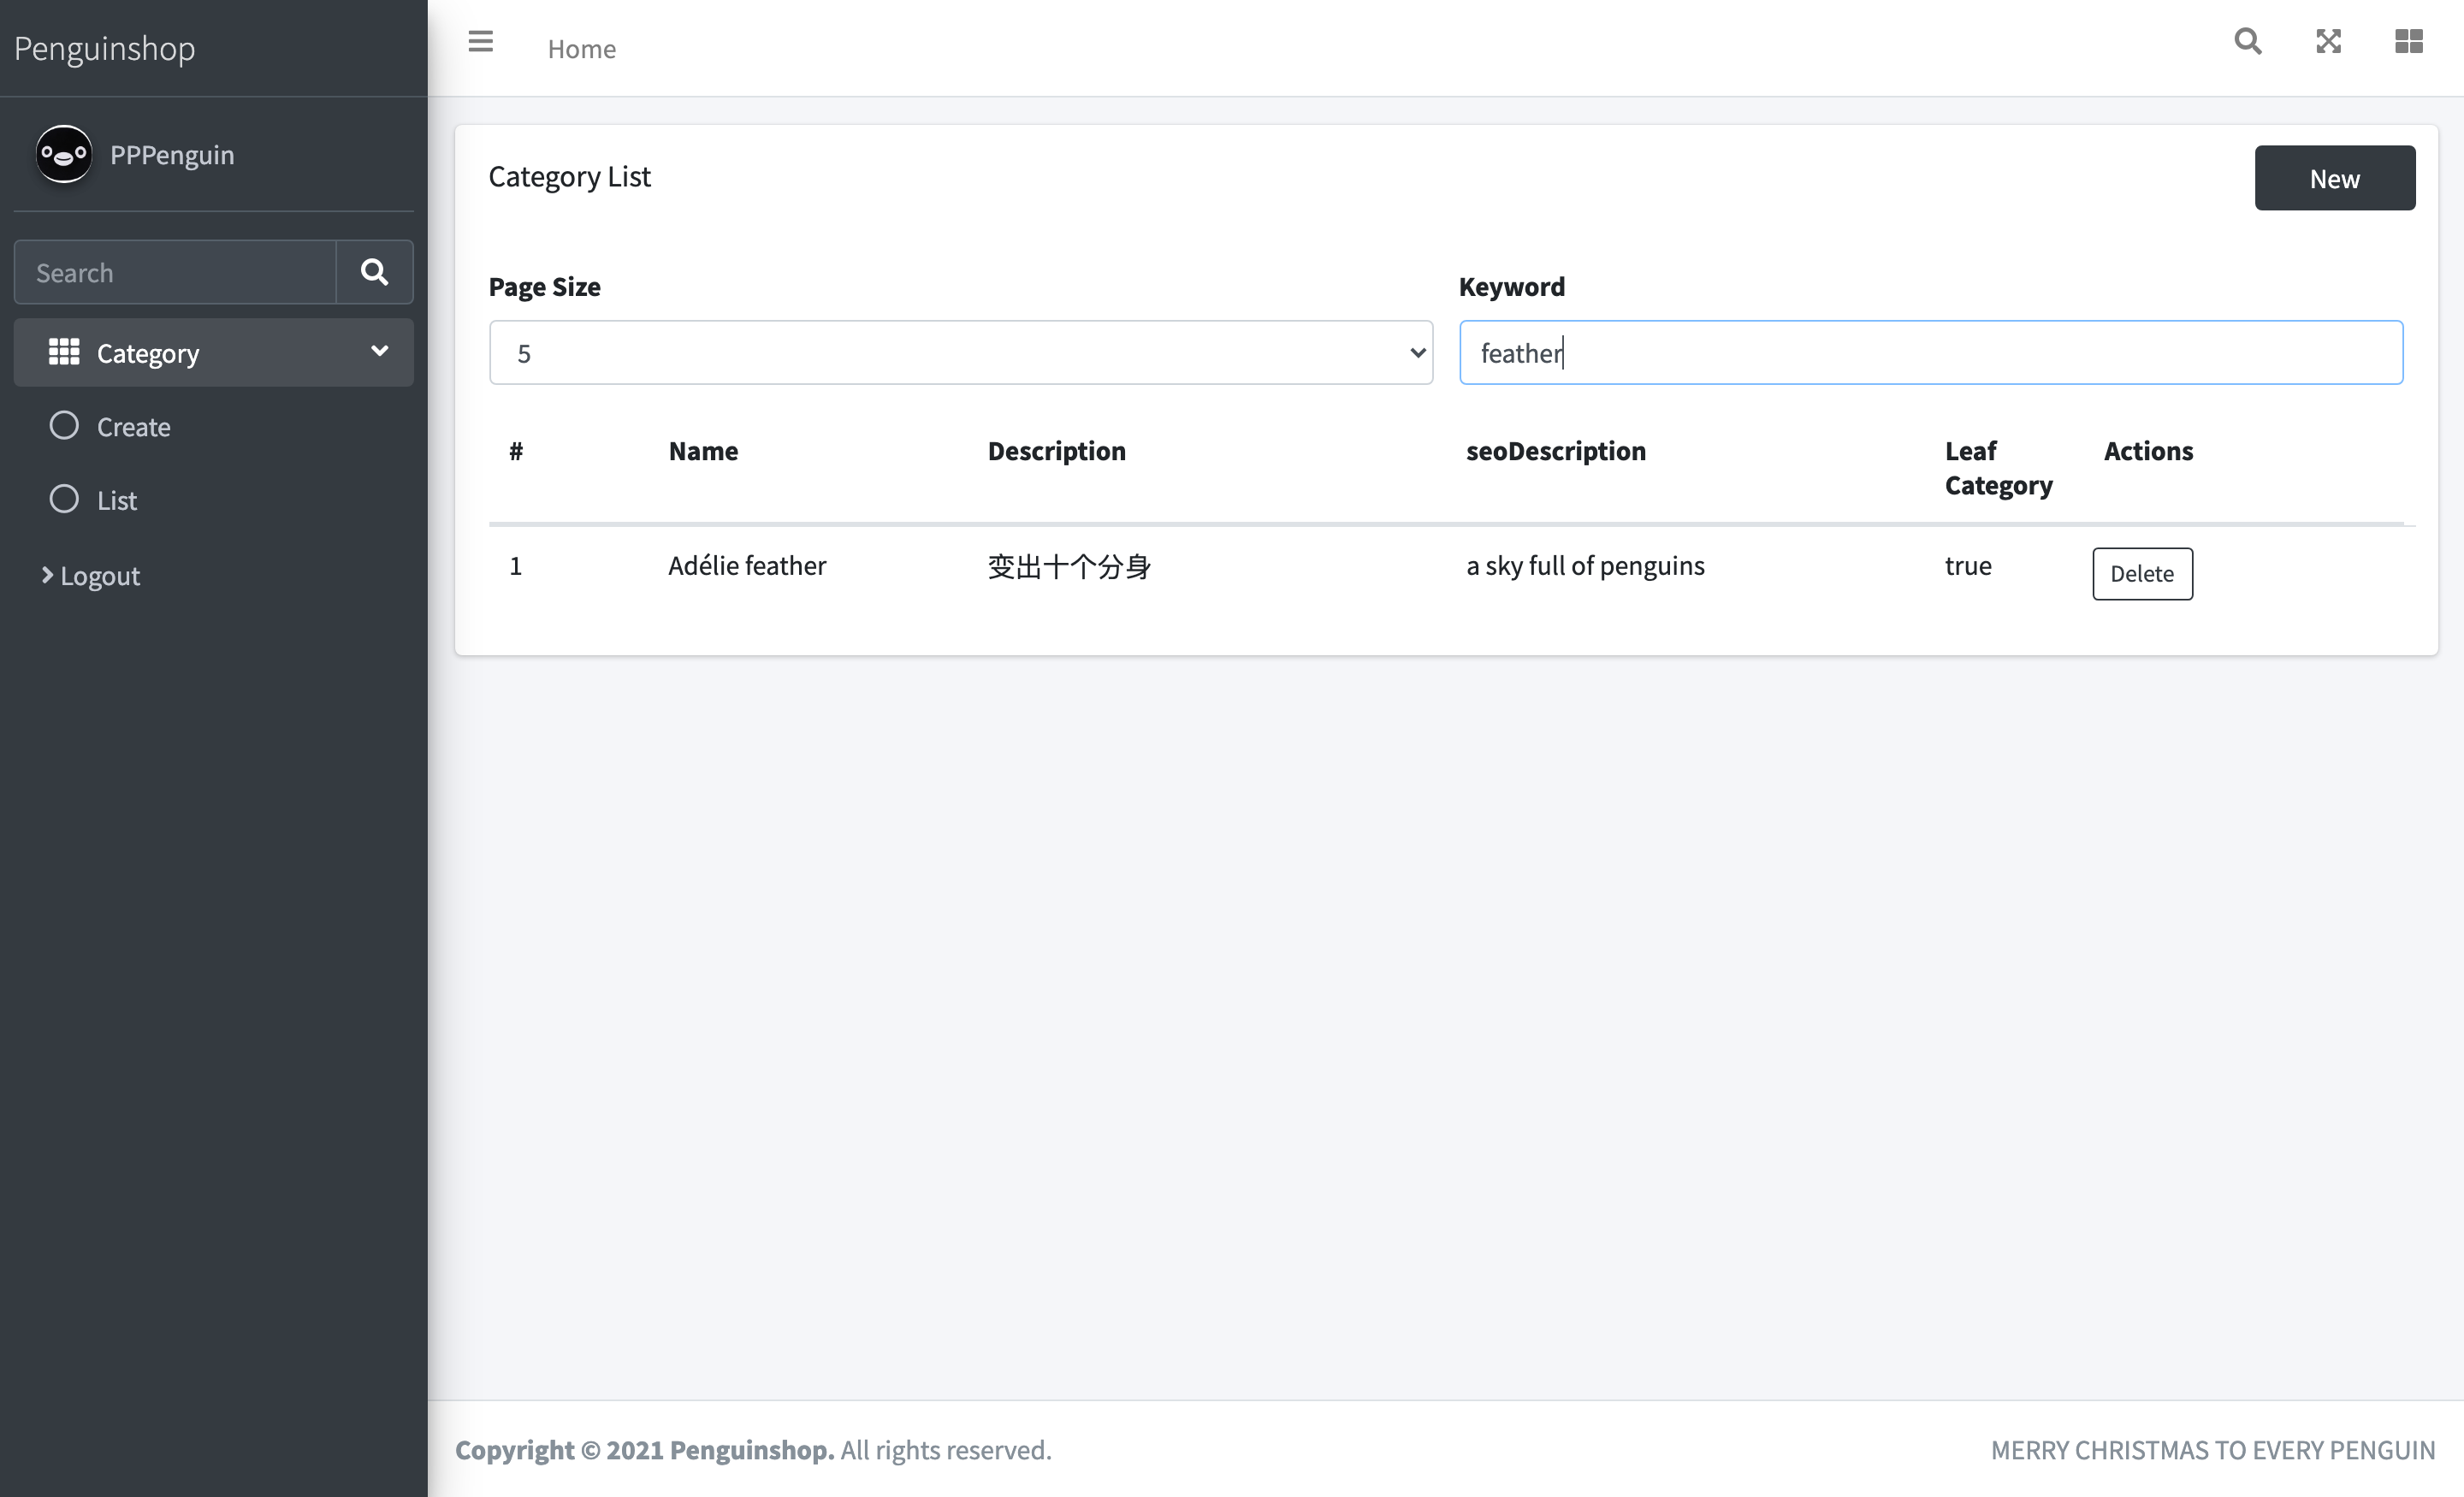 Penguinshop
Home
PPPenguin
Search
Category
Create
List
Logout
Category List
New
Page Size
Keyword
5
feather
# Name Description seoDescription Leaf Category Actions
1 Adélie feather 变出十个分身 a sky full of penguins true Delete
Copyright © 2021 Penguinshop. All rights reserved.
MERRY CHRISTMAS TO EVERY PENGUIN